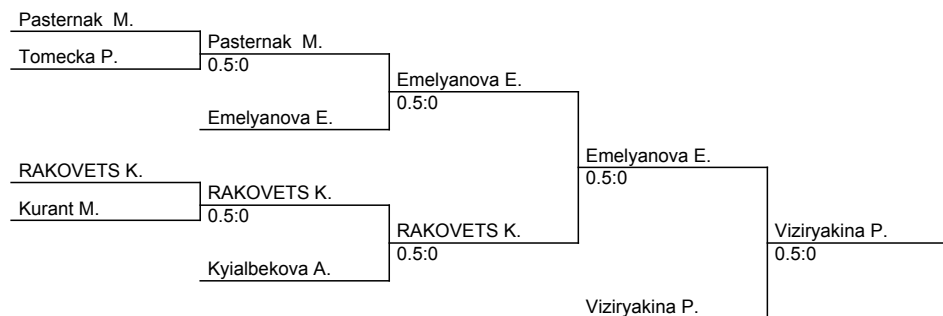 Pasternak  M.
Tomecka P.
Pasternak  M.
0.5:0
Emelyanova E.
Emelyanova E.
0.5:0
RAKOVETS K.
Kurant M.
RAKOVETS K.
0.5:0
Kyialbekova A.
RAKOVETS K.
0.5:0
Emelyanova E.
0.5:0
Viziryakina P.
Viziryakina P.
0.5:0